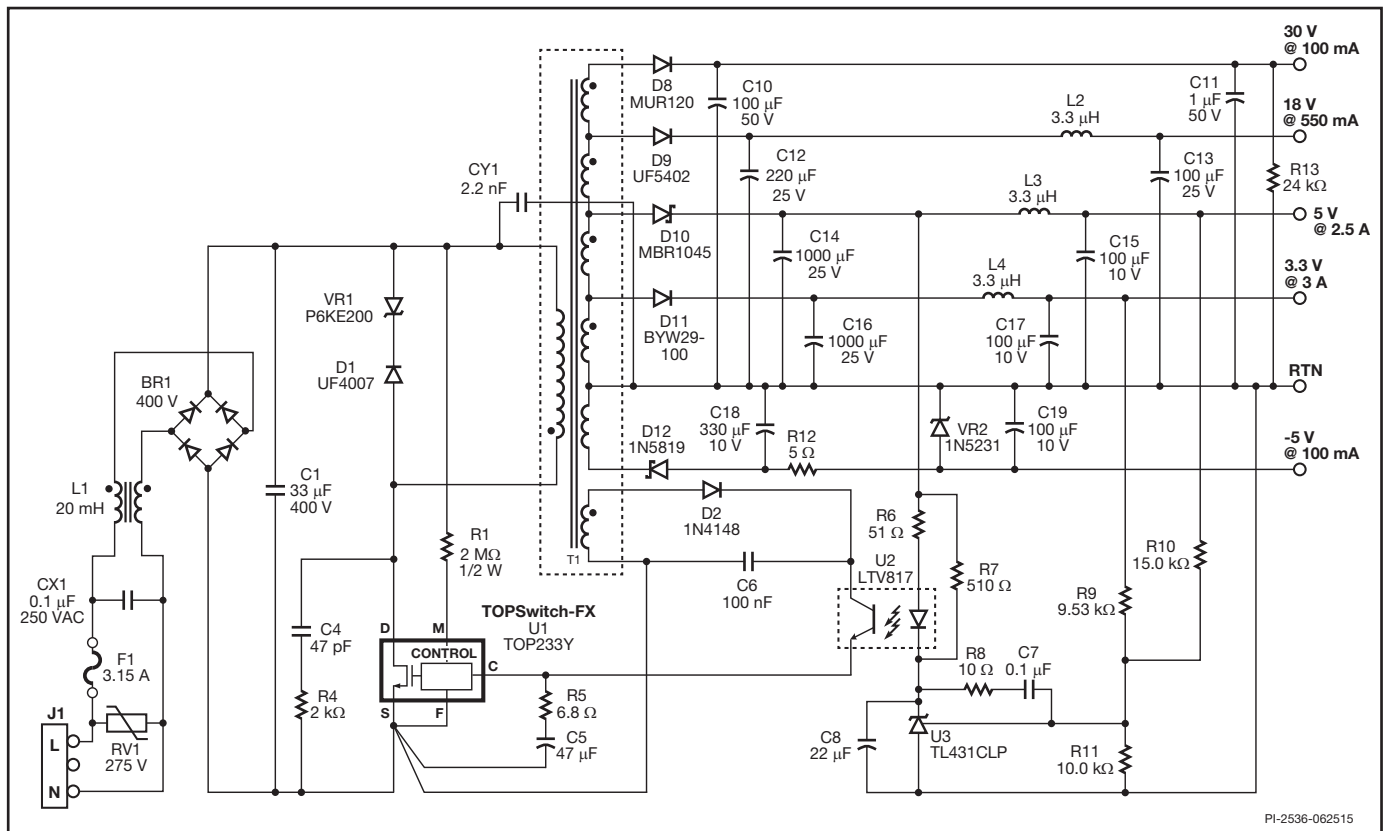 30 V
@ 100 mA
D8
MUR120
C10
100 µF
50 V
C11
1 µF
50 V
L2
3.3 µH
18 V
@ 550 mA
D9
UF5402
C12
220 µF
25 V
C13
100 µF
25 V
R13
24 kΩ
CY1
2.2 nF
L3
3.3 µH
5 V
@ 2.5 A
D10
MBR1045
C14
1000 µF
25 V
C15
100 µF
10 V
L4
3.3 µH
3.3 V
@ 3 A
VR1
P6KE200
D11
BYW29-
100
C16
1000 µF
25 V
C17
100 µF
10 V
D1
UF4007
BR1
400 V
RTN
C18
330 µF
10 V
D12
1N5819
R12
5 Ω
VR2
1N5231
C19
100 µF
10 V
-5 V
@ 100 mA
L1
20 mH
C1
33 µF
400 V
D2
1N4148
R1
2 MΩ
1/2 W
T1
C6
100 nF
R6
51 Ω
U2
LTV817
R7
510 Ω
R10
15.0 kΩ
R9
9.53 kΩ
CX1
0.1 µF
250 VAC
TOPSwitch-FX
U1
TOP233Y
C4
47 pF
D
M
CONTROL
C
S
F
R8
10 Ω
C7
0.1 µF
F1
3.15 A
R4
2 kΩ
R5
6.8 Ω
C5
47 µF
J1
L
N
RV1
275 V
C8
22 µF
U3
TL431CLP
R11
10.0 kΩ
PI-2536-062515